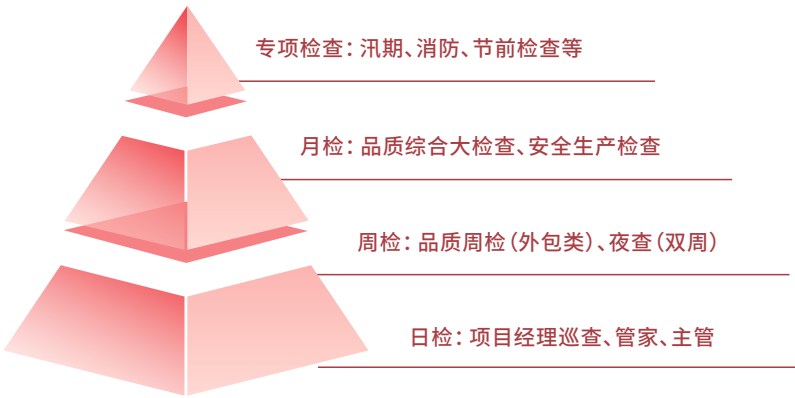 专项检查：汛期、消防、节前检查等
月检：品质综合大检查、安全生产检查
周检：品质周检（外包类）、夜查（双周）
日检：项目经理巡查、管家、主管